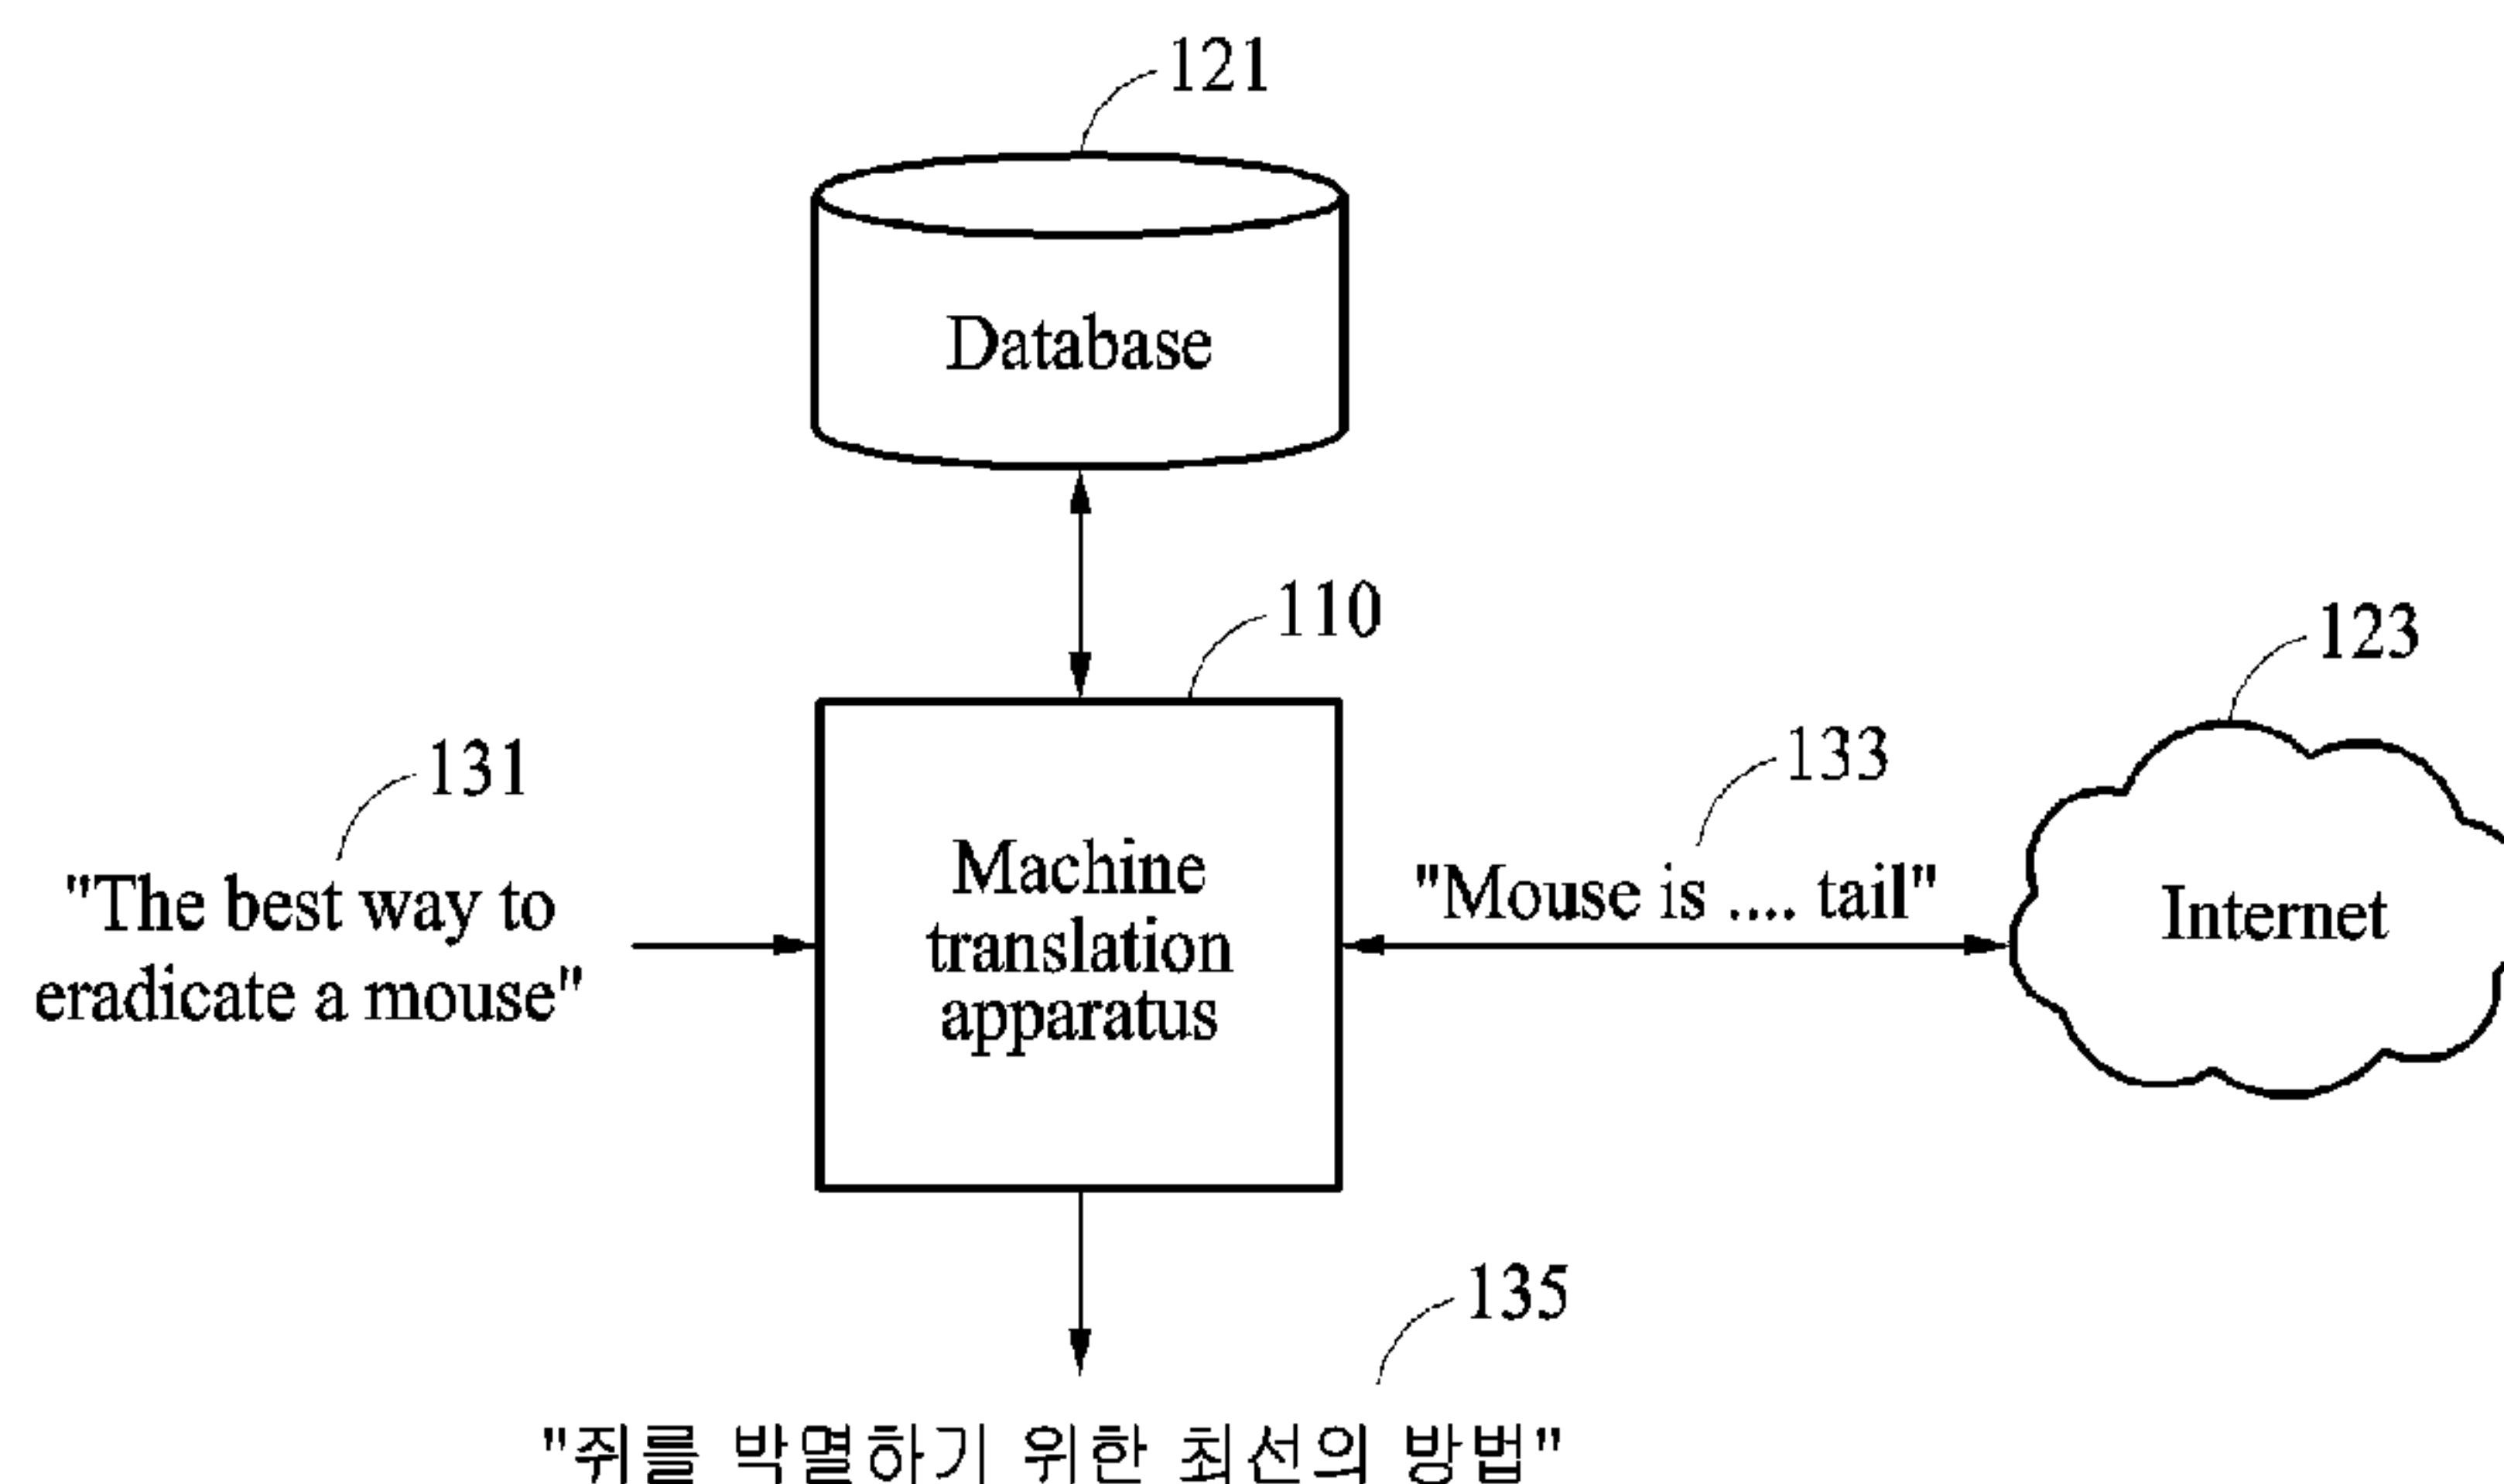 121
Database
110
123
131
133
"The best way to
eradicate a mouse"
Machine
translation
apparatus
"Mouse is .... tail"
Internet
135
"쥐를 박멸하기 위한 최선의 방법"